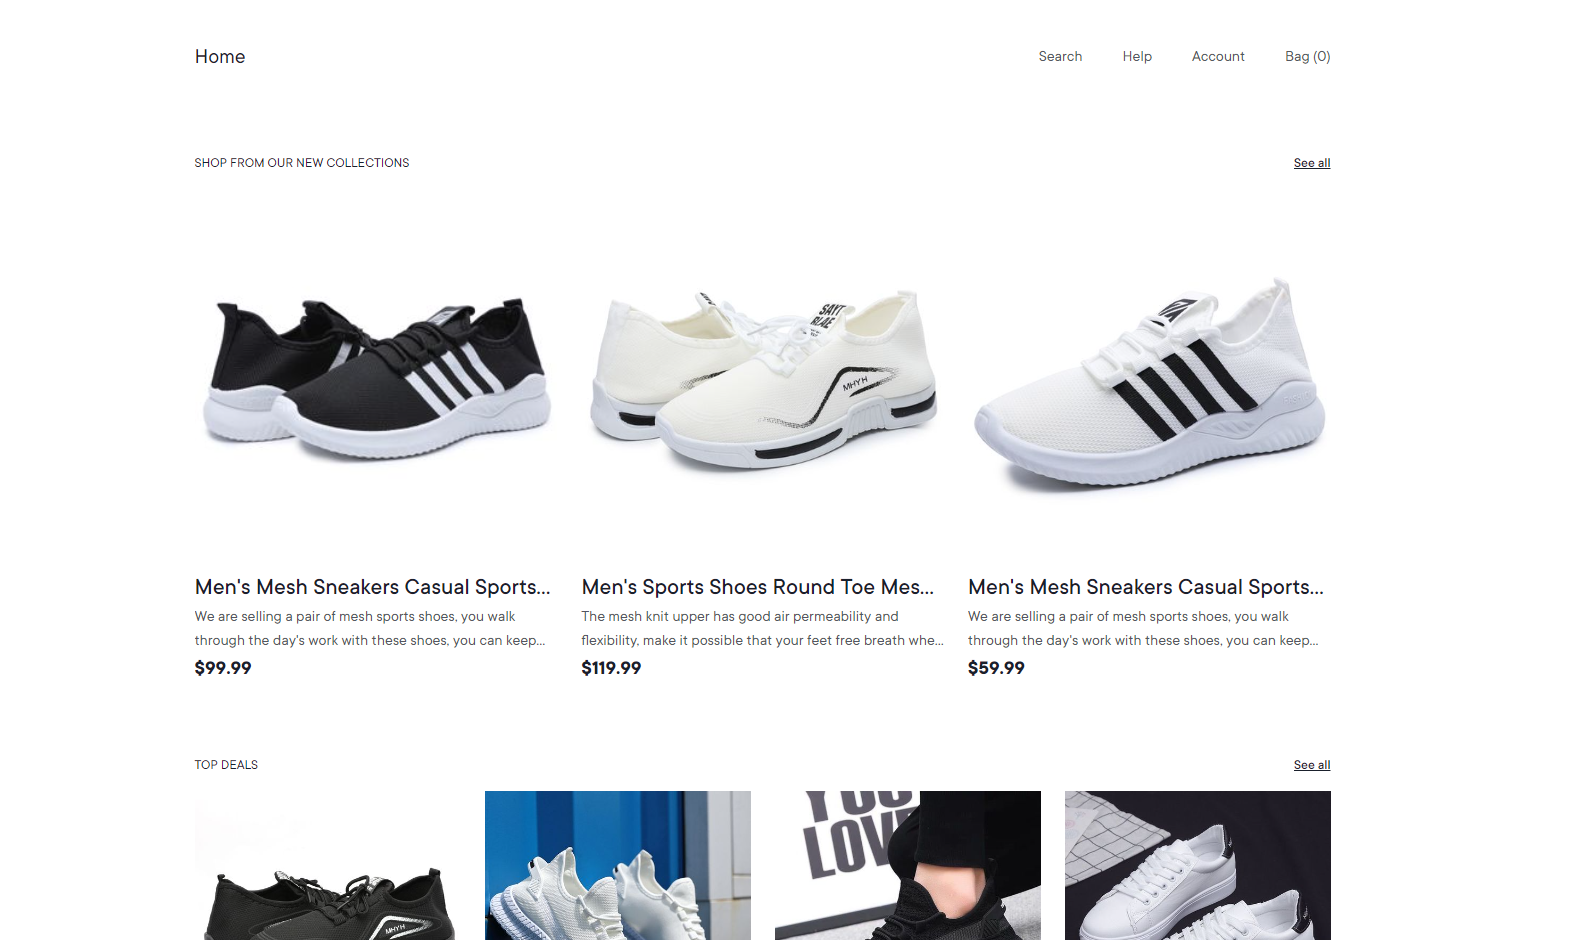 Home
Search
Help
Account
Bag (0)
SHOP FROM OUR NEW COLLECTIONS
See all
SAYT
BLAE
MHYH
Men's Mesh Sneakers Casual Sports...
We are selling a pair of mesh sports shoes, you walk
through the day's work with these shoes, you can keep...
$99.99
Men's Sports Shoes Round Toe Mes...
The mesh knit upper has good air permeability and
flexibility, make it possible that your feet free breath whe...
$119.99
Men's Mesh Sneakers Casual Sports...
We are selling a pair of mesh sports shoes, you walk
through the day's work with these shoes, you can keep...
$59.99
TOP DEALS
See all
MHYH
YOU
LOV